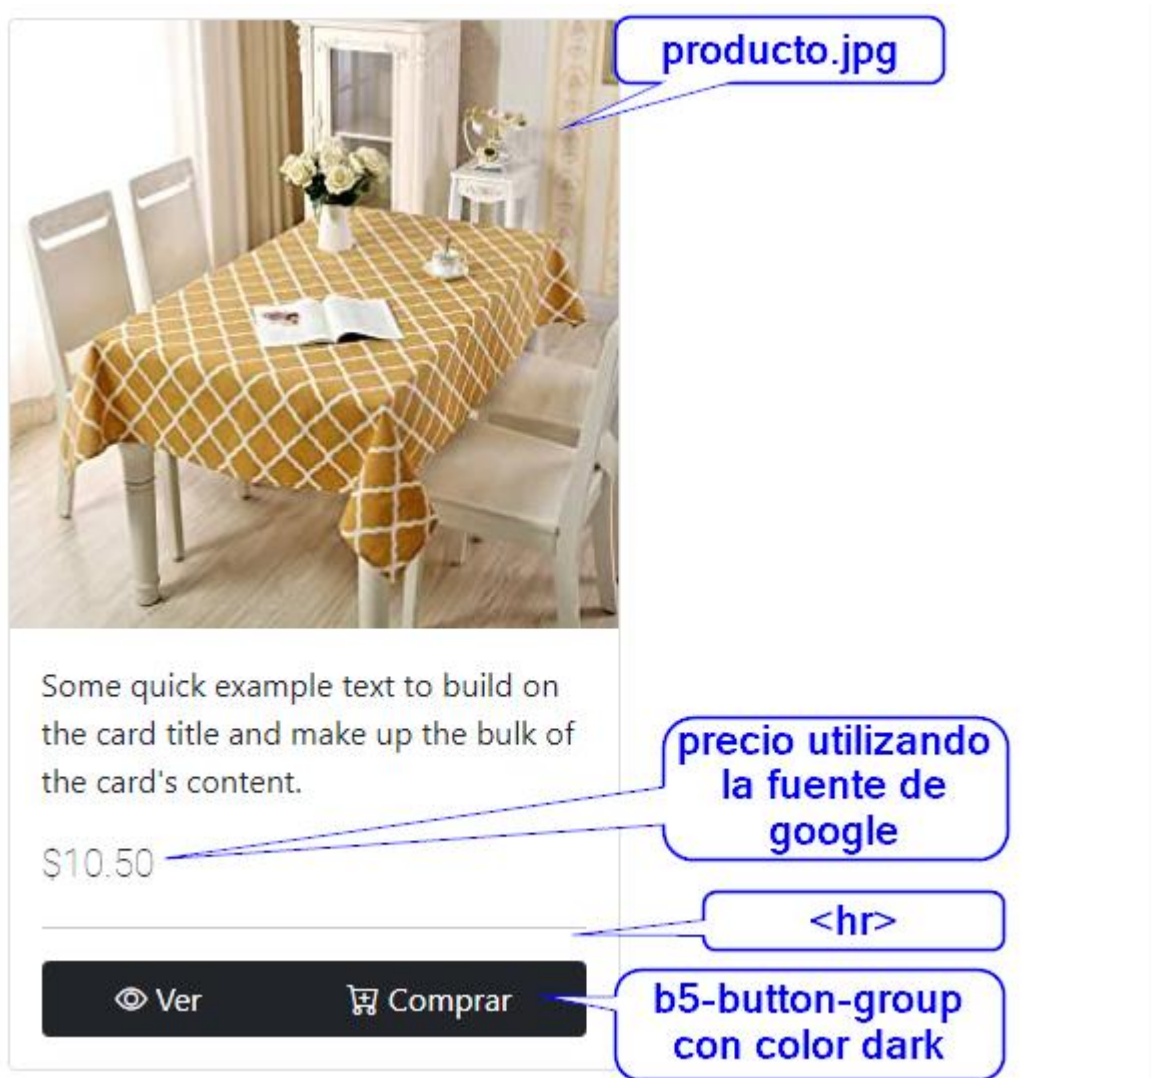 producto.jpg
Some quick example text to build on
the card title and make up the bulk of
the card's content.
precio utilizando
la fuente de
google
$10.50
<hr>
Ver
Comprar
b5-button-group
con color dark